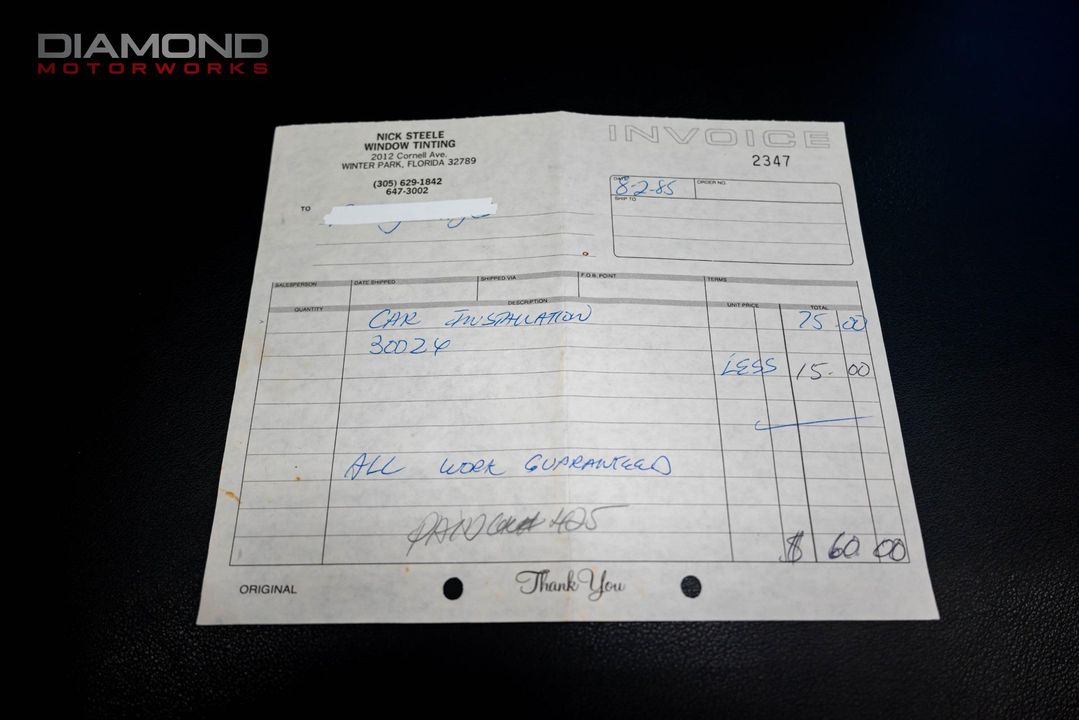 DIAMOND
MOTORWORKS
NICK STEELE
WINDOW TINTING
2012 Cornell Ave.
WINTER PARK, FLORIDA 32789
(305) 629-1842
647-3002
INVOICE
2347
DATE
8-2-85
ORDER NO.
SHIP TO
TO
SALESPERSON
DATE SHIPPED
SHIPPED VIA
F.O.B. POINT
TERMS
QUANTITY
DESCRIPTION
UNIT PRICE
TOTAL
CAR INSTALLATION 75.00
30024
LESS 15.00
ALL WORK GUARANTEED
$ 60.00
ORIGINAL
Thank You